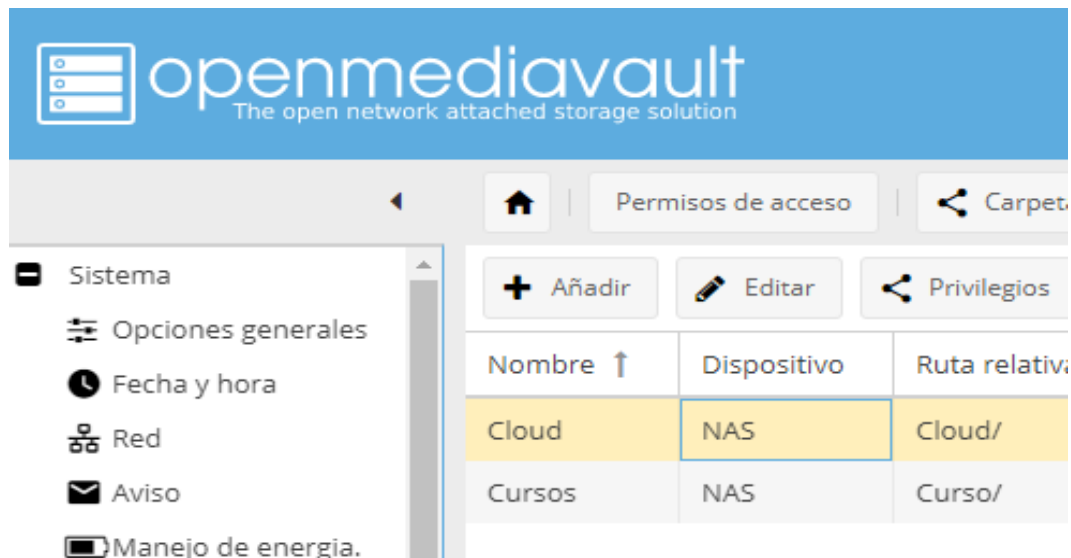 openmediavault
The open network attached storage solution
Permisos de acceso
Sistema
Añadir
Editar
Privilegios
Opciones generales
Nombre
Dispositivo
Ruta
Fecha y hora
Cloud
NAS
Cloud/
Red
Aviso
Cursos
NAS
Curso/
Manejo de energia.